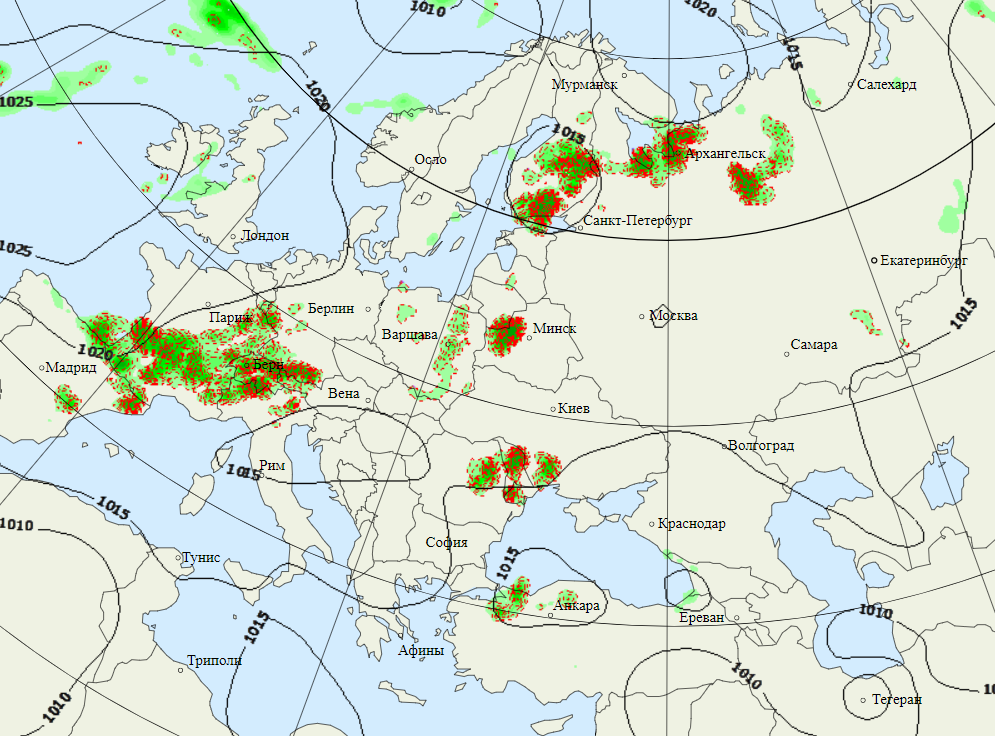 1010
1020
1015
Мурманск
Салехард
1020
1025
1015
Архангельск
Осло
Санкт-Петербург
Лондон
1025
Екатеринбург
Париж
Берлин
Москва
1015
Варшава
Минск
Самара
1020
Мадрид
Берн
Вена
Киев
Волгоград
Рим
1015
1015
1010
Краснодар
София
Тунис
1015
Анкара
1010
Ереван
1015
Афины
Триполи
1010
1010
Тегеран
10